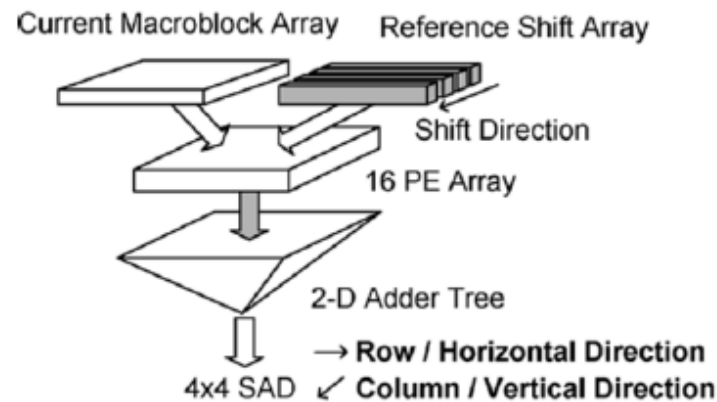 Current Macroblock Array
Reference Shift Array
Shift Direction
16 PE Array
2-D Adder Tree
→ Row / Horizontal Direction
4x4 SAD
↙ Column / Vertical Direction